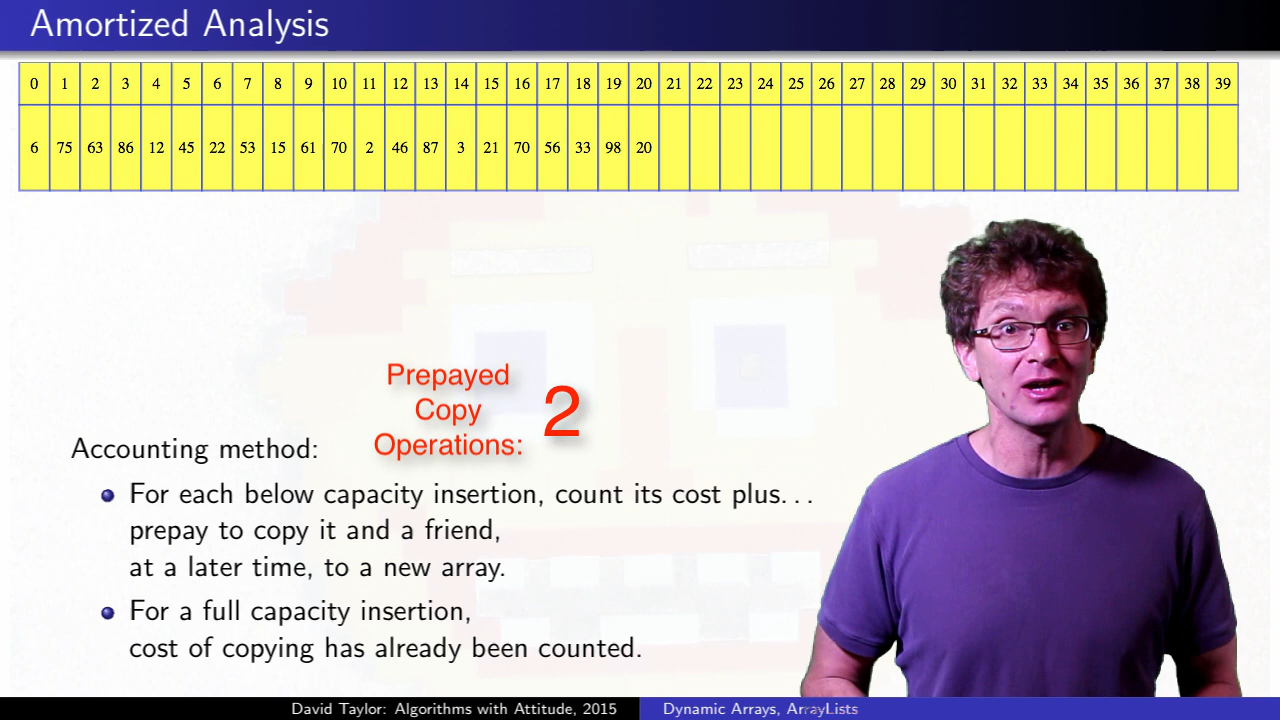 Amortized Analysis
0 1 2 3 4 5 6 7 8 9 10 11 12 13 14 15 16 17 18 19 20 21 22 23 24 25 26 27 28 29 30 31 32 33 34 35 36 37 38 39
6 75 63 86 12 45 22 53 15 61 70 2 46 87 3 21 70 56 33 98 20
Prepayed
Copy
Operations:
2
Accounting method:
For each below capacity insertion, count its cost plus...
prepay to copy it and a friend,
at a later time, to a new array.
For a full capacity insertion,
cost of copying has already been counted.
David Taylor: Algorithms with Attitude, 2015
Dynamic Arrays, ArrayLists